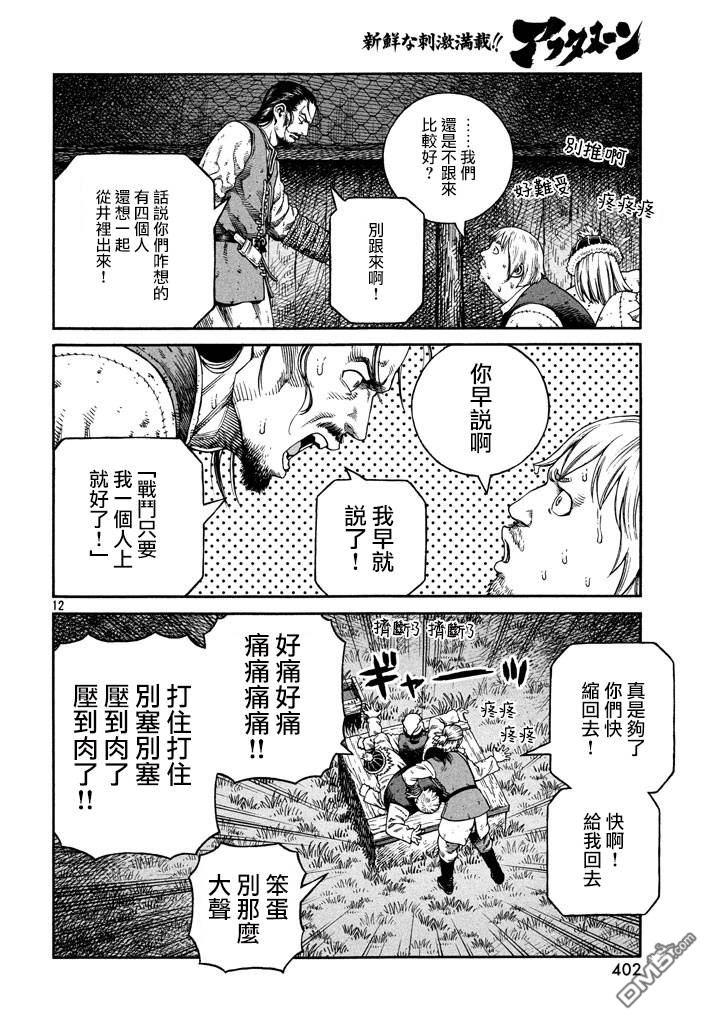 新鮮な刺激満載!!
アフタヌーン
別推啊
疼疼疼
好難受
……我們
還是不跟來
比較好?
別跟來啊!
話説你們咋想的
有四個人
還想一起
從井裡出來!
你早説啊
我早就
説了!
「戰鬥只要
我一個人上
就好了!」
12
真是夠了
你們快
縮回去!
快啊!
給我回去
擠斷了
擠斷了
ギャーッ
疼疼
疼疼
好痛好痛
痛痛痛痛!!
打住打住
別塞別塞
壓到肉了
壓到肉了!!
笨蛋
別那麼
大聲
402
DM5.com